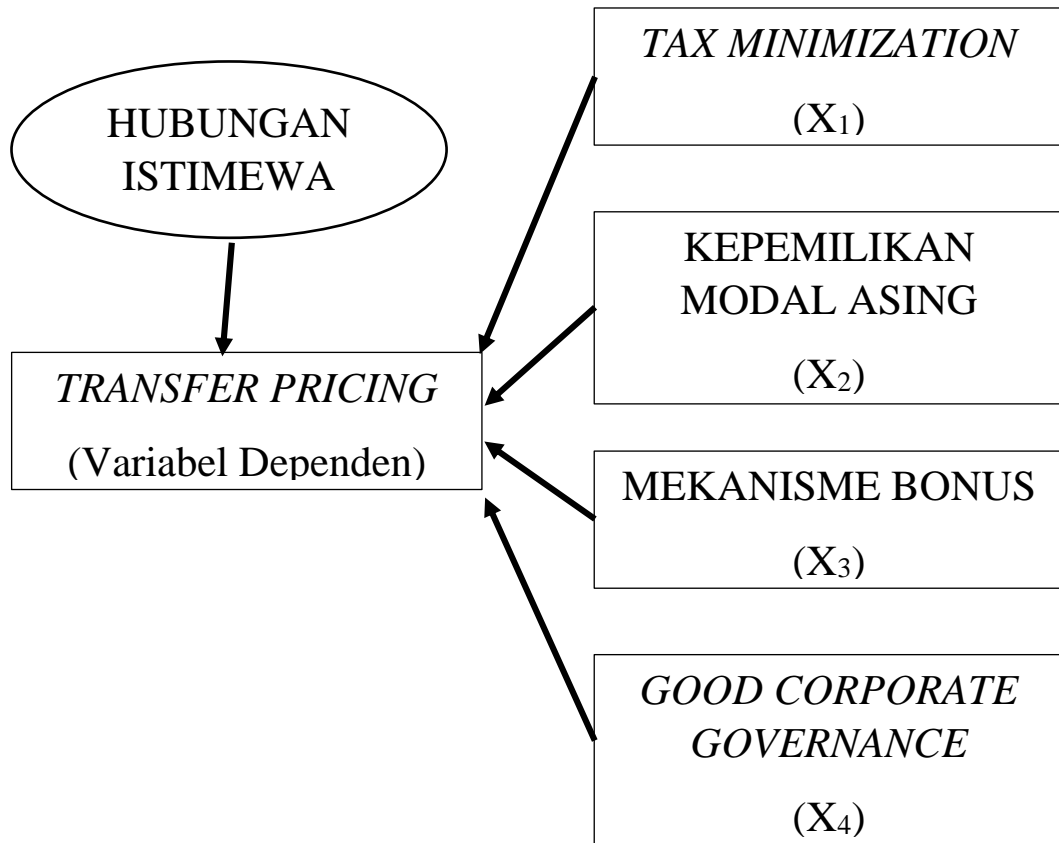 HUBUNGAN
ISTIMEWA
TRANSFER PRICING
(Variabel Dependen)
TAX MINIMIZATION
(X₁)
KEPEMILIKAN
MODAL ASING
(X₂)
MEKANISME BONUS
(X₃)
GOOD CORPORATE
GOVERNANCE
(X₄)